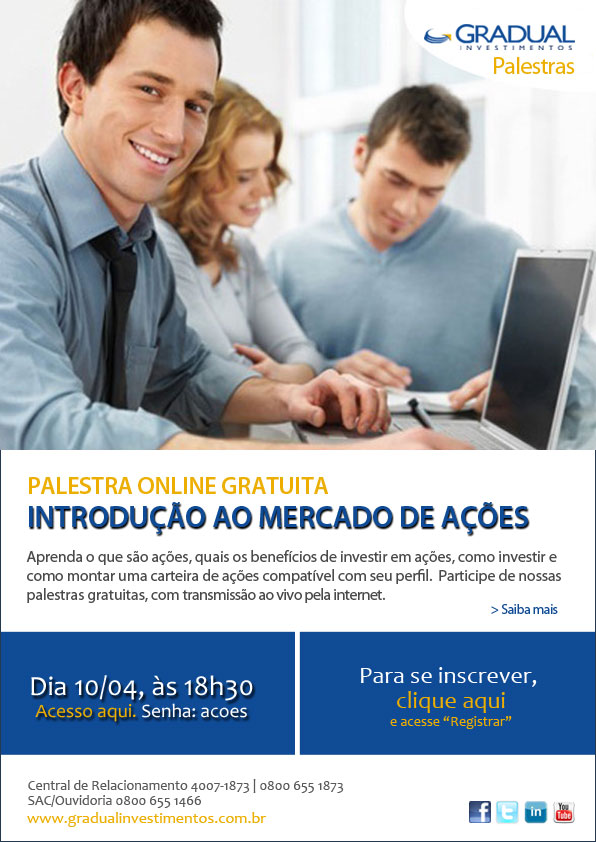 GRADUAL
INVESTIMENTOS
Palestras
PALESTRA ONLINE GRATUITA
INTRODUÇÃO AO MERCADO DE AÇÕES
Aprenda o que são ações, quais os benefícios de investir em ações, como investir e
como montar uma carteira de ações compatível com seu perfil. Participe de nossas
palestras gratuitas, com transmissão ao vivo pela internet.
> Saiba mais
Dia 10/04, às 18h30
Acesso aqui. Senha: acoes
Para se inscrever,
clique aqui
e acesse “Registrar”
Central de Relacionamento 4007-1873 | 0800 655 1873
SAC/Ouvidoria 0800 655 1466
www.gradualinvestimentos.com.br
f t in You Tube